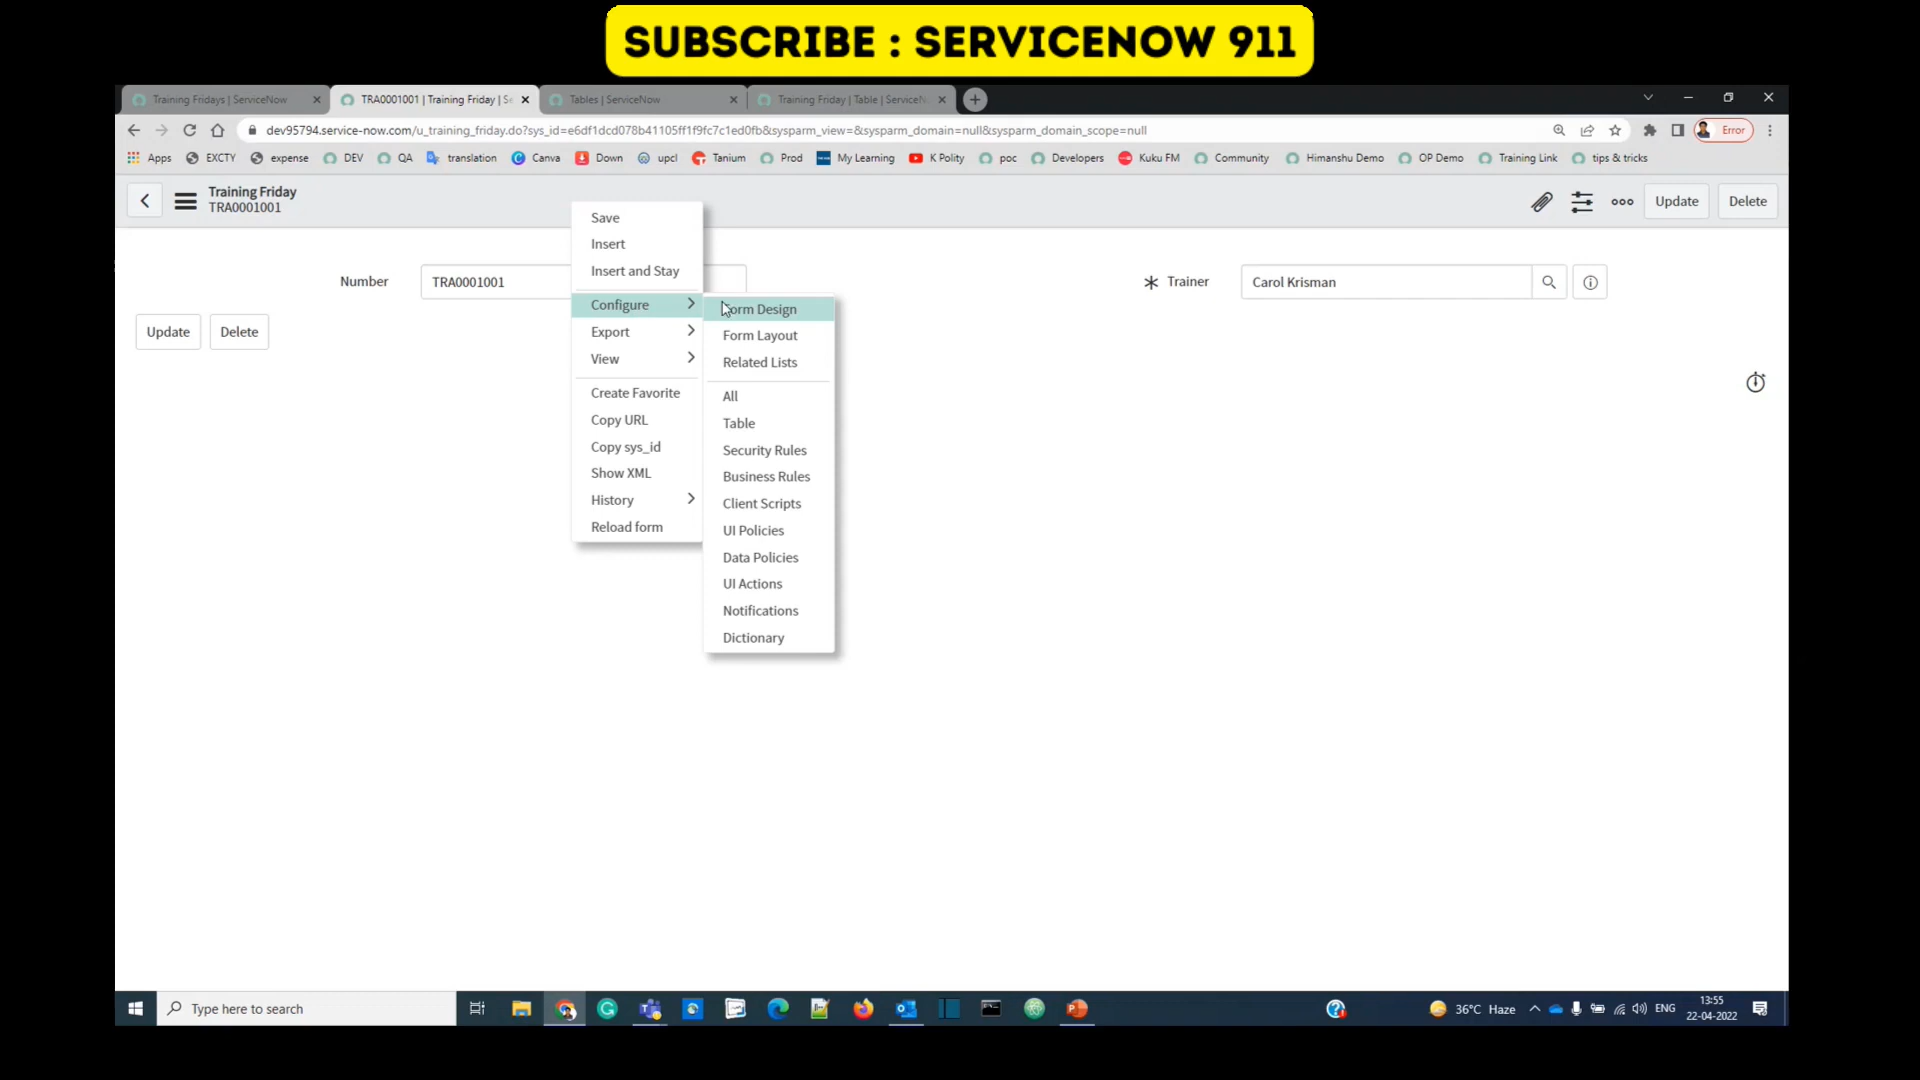 SUBSCRIBE : SERVICENOW 911
Training Fridays | ServiceNow
TRA0001001 | Training Friday | Se
Tables | ServiceNow
Training Friday | Table | ServiceN
dev95794.service-now.com/u_training_friday.do?sys_id=e6df1dcd078b41105ff1f9fc7c1ed0fb&sysparm_view=&sysparm_domain=null&sysparm_domain_scope=null
Error
Apps EXCTY expense DEV QA translation Canva Down upcl Tanium Prod My Learning K Polity poc Developers Kuku FM Community Himanshu Demo OP Demo Training Link tips & tricks
Training Friday
TRA0001001
Update Delete
Number TRA0001001
Trainer Carol Krisman
Update Delete
Save
Insert
Insert and Stay
Configure
Export
View
Create Favorite
Copy URL
Copy sys_id
Show XML
History
Reload form
Form Design
Form Layout
Related Lists
All
Table
Security Rules
Business Rules
Client Scripts
UI Policies
Data Policies
UI Actions
Notifications
Dictionary
Type here to search
36°C Haze
ENG
13:55
22-04-2022